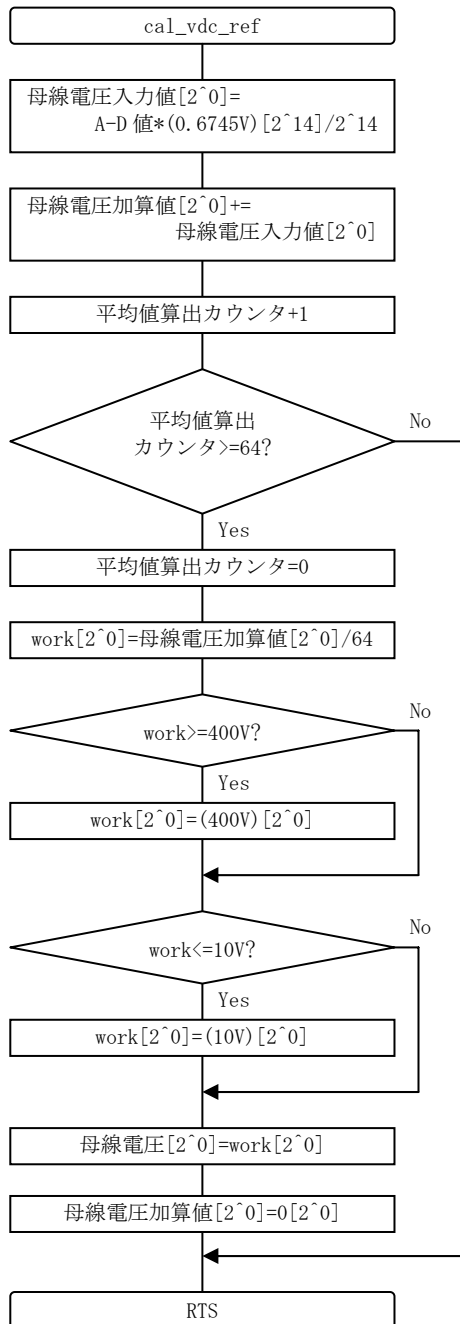 cal_vdc_ref
母線電圧入力値[2^0]=
A-D 値*(0.6745V)[2^14]/2^14
母線電圧加算値[2^0]+=
母線電圧入力値[2^0]
平均値算出カウンタ+1
平均値算出
カウンタ>=64?
No
Yes
平均値算出カウンタ=0
work[2^0]=母線電圧加算値[2^0]/64
No
work>=400V?
Yes
work[2^0]=(400V)[2^0]
No
work<=10V?
Yes
work[2^0]=(10V)[2^0]
母線電圧[2^0]=work[2^0]
母線電圧加算値[2^0]=0[2^0]
RTS